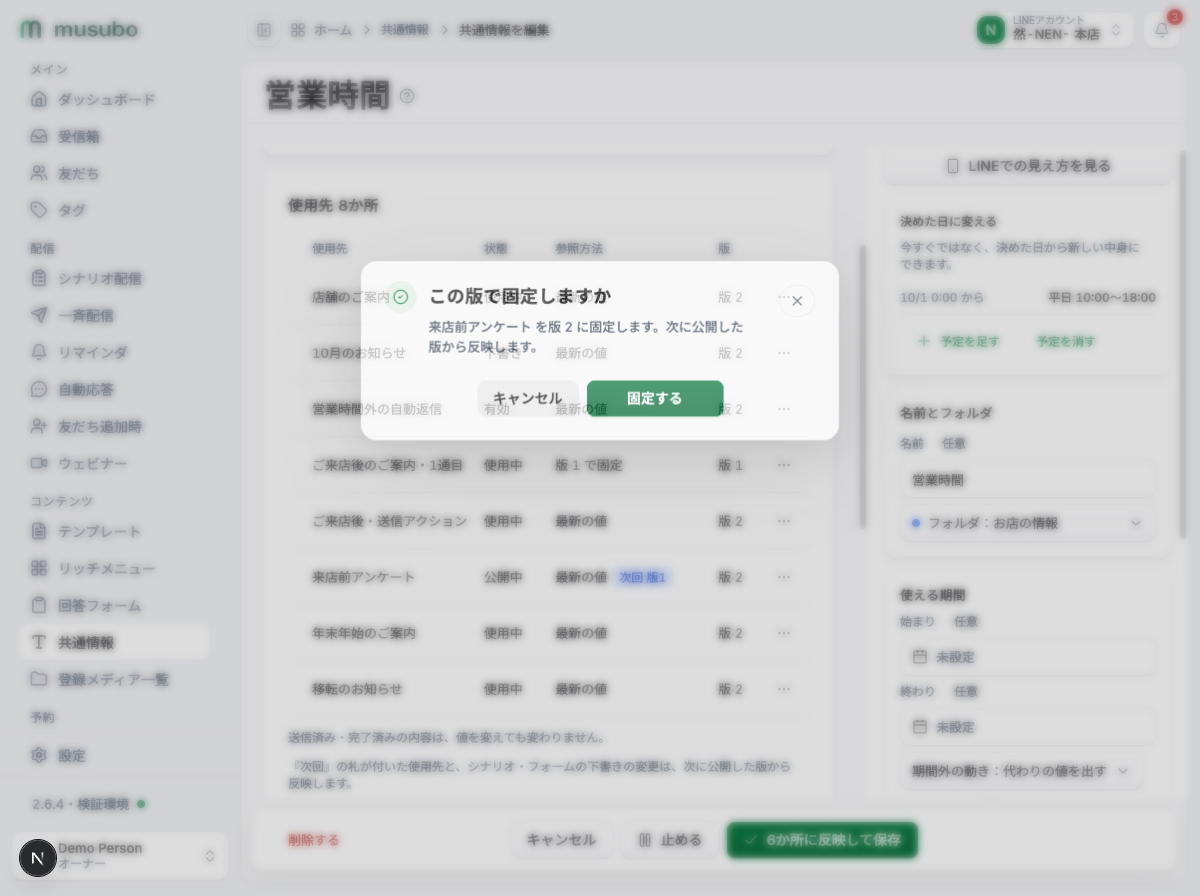 musubo
ホーム
共通情報
共通情報を編集
LINEアカウント
N
然-NEN- 本店
3
メイン
ダッシュボード
受信箱
友だち
タグ
配信
シナリオ配信
一斉配信
リマインダ
自動応答
友だち追加時
ウェビナー
コンテンツ
テンプレート
リッチメニュー
回答フォーム
共通情報
登録メディア一覧
予約
設定
2.6.4・検証環境
N
Demo Person
オーナー
営業時間
使用先 8か所
使用先 状態 参照方法 版
店舗のご案内 版 2
10月のお知らせ 下書き 最新の値 版 2
営業時間外の自動返信 有効 最新の値 版 2
ご来店後のご案内・1通目 使用中 版 1 で固定 版 1
ご来店後・送信アクション 使用中 最新の値 版 2
来店前アンケート 公開中 最新の値 次回 版1 版 2
年末年始のご案内 使用中 最新の値 版 2
移転のお知らせ 使用中 最新の値 版 2
送信済み・完了済みの内容は、値を変えても変わりません。
『次回』の札が付いた使用先と、シナリオ・フォームの下書きの変更は、次に公開した版から
反映します。
この版で固定しますか
来店前アンケート を版 2 に固定します。次に公開した
版から反映します。
キャンセル
固定する
LINEでの見え方を見る
決めた日に変える
今すぐではなく、決めた日から新しい中身に
できます。
10/1 0:00 から 平日 10:00〜18:00
予定を足す 予定を消す
名前とフォルダ
名前 任意
営業時間
フォルダ：お店の情報
使える期間
始まり 任意
未設定
終わり 任意
未設定
期間外の動き：代わりの値を出す
削除する
キャンセル
止める
6か所に反映して保存